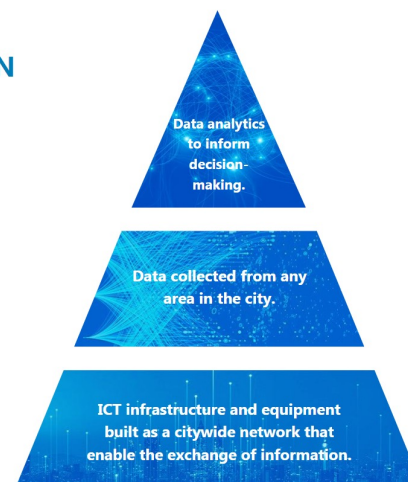 N
Data analytics
to inform
decision-
making.
Data collected from any
area in the city.
ICT infrastructure and equipment
built as a citywide network that
enable the exchange of information.